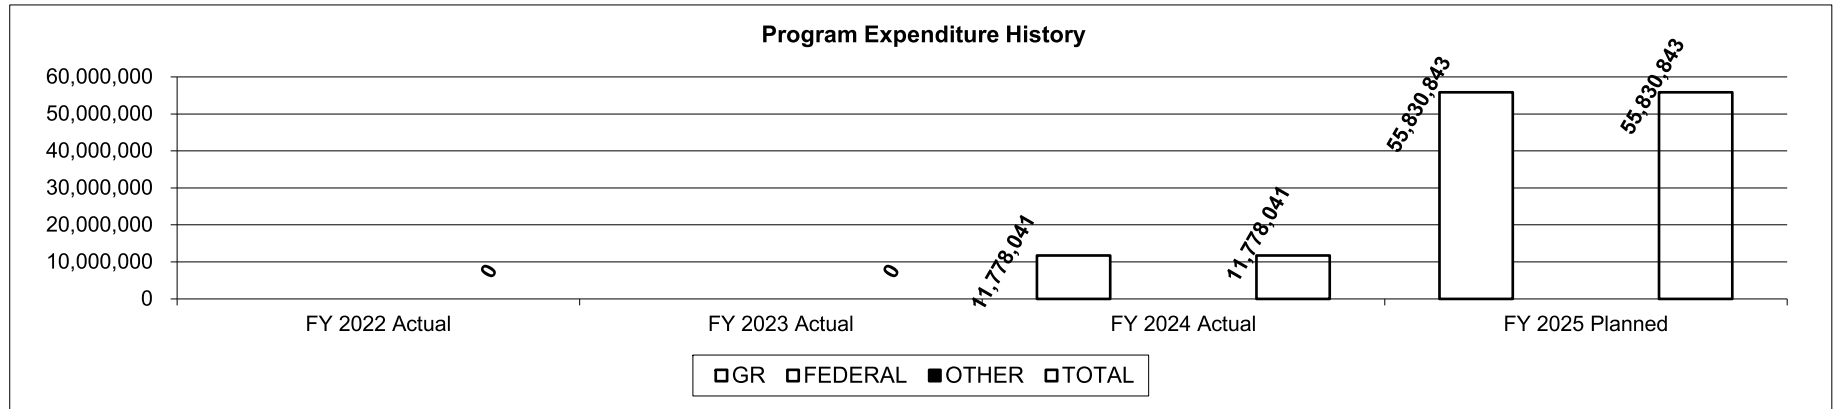 Program Expenditure History
60,000,000
50,000,000
40,000,000
30,000,000
20,000,000
10,000,000
0
0
0
11,778,041
11,778,041
55,830,843
55,830,843
FY 2022 Actual
FY 2023 Actual
FY 2024 Actual
FY 2025 Planned
GR FEDERAL OTHER TOTAL